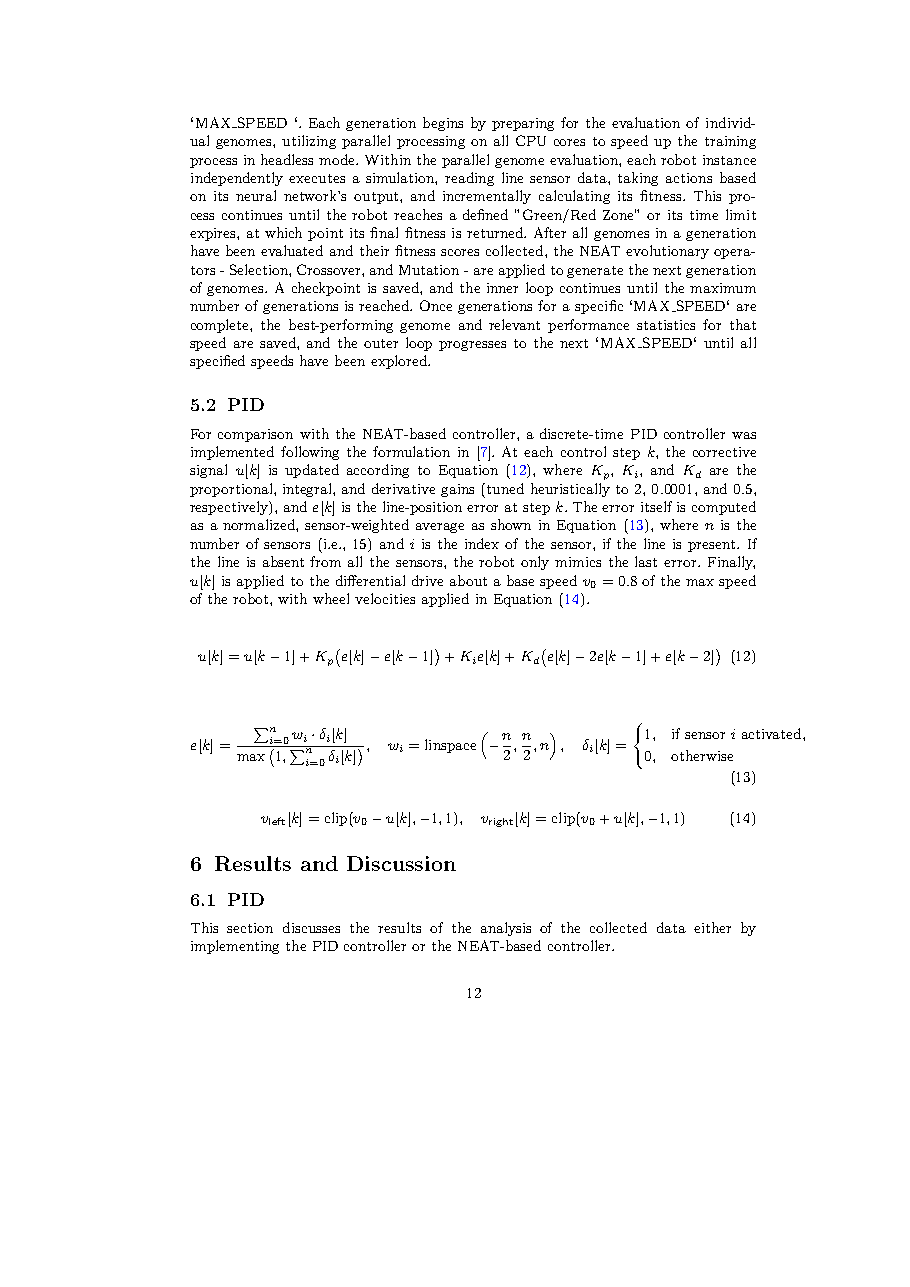 ‘MAX_SPEED ‘. Each generation begins by preparing for the evaluation of individ-
ual genomes, utilizing parallel processing on all CPU cores to speed up the training
process in headless mode. Within the parallel genome evaluation, each robot instance
independently executes a simulation, reading line sensor data, taking actions based
on its neural network's output, and incrementally calculating its fitness. This pro-
cess continues until the robot reaches a defined "Green/Red Zone" or its time limit
expires, at which point its final fitness is returned. After all genomes in a generation
have been evaluated and their fitness scores collected, the NEAT evolutionary opera-
tors - Selection, Crossover, and Mutation - are applied to generate the next generation
of genomes. A checkpoint is saved, and the inner loop continues until the maximum
number of generations is reached. Once generations for a specific ‘MAX_SPEED‘ are
complete, the best-performing genome and relevant performance statistics for that
speed are saved, and the outer loop progresses to the next ‘MAX_SPEED‘ until all
specified speeds have been explored.
5.2 PID
For comparison with the NEAT-based controller, a discrete-time PID controller was
implemented following the formulation in [7]. At each control step k, the corrective
signal u[k] is updated according to Equation (12), where K_p, K_i, and K_d are the
proportional, integral, and derivative gains (tuned heuristically to 2, 0.0001, and 0.5,
respectively), and e[k] is the line-position error at step k. The error itself is computed
as a normalized, sensor-weighted average as shown in Equation (13), where n is the
number of sensors (i.e., 15) and i is the index of the sensor, if the line is present. If
the line is absent from all the sensors, the robot only mimics the last error. Finally,
u[k] is applied to the differential drive about a base speed v_0 = 0.8 of the max speed
of the robot, with wheel velocities applied in Equation (14).
u[k] = u[k − 1] + K_p(e[k] − e[k − 1]) + K_i e[k] + K_d(e[k] − 2e[k − 1] + e[k − 2]) (12)
e[k] = ∑_{i=0}^{n} w_i · δ_i[k] / max(1, ∑_{i=0}^{n} δ_i[k]), w_i = linspace(−n/2, n/2, n), δ_i[k] = {1, if sensor i activated, 0, otherwise
(13)
v_left[k] = clip(v_0 − u[k], −1, 1), v_right[k] = clip(v_0 + u[k], −1, 1) (14)
6 Results and Discussion
6.1 PID
This section discusses the results of the analysis of the collected data either by
implementing the PID controller or the NEAT-based controller.
12